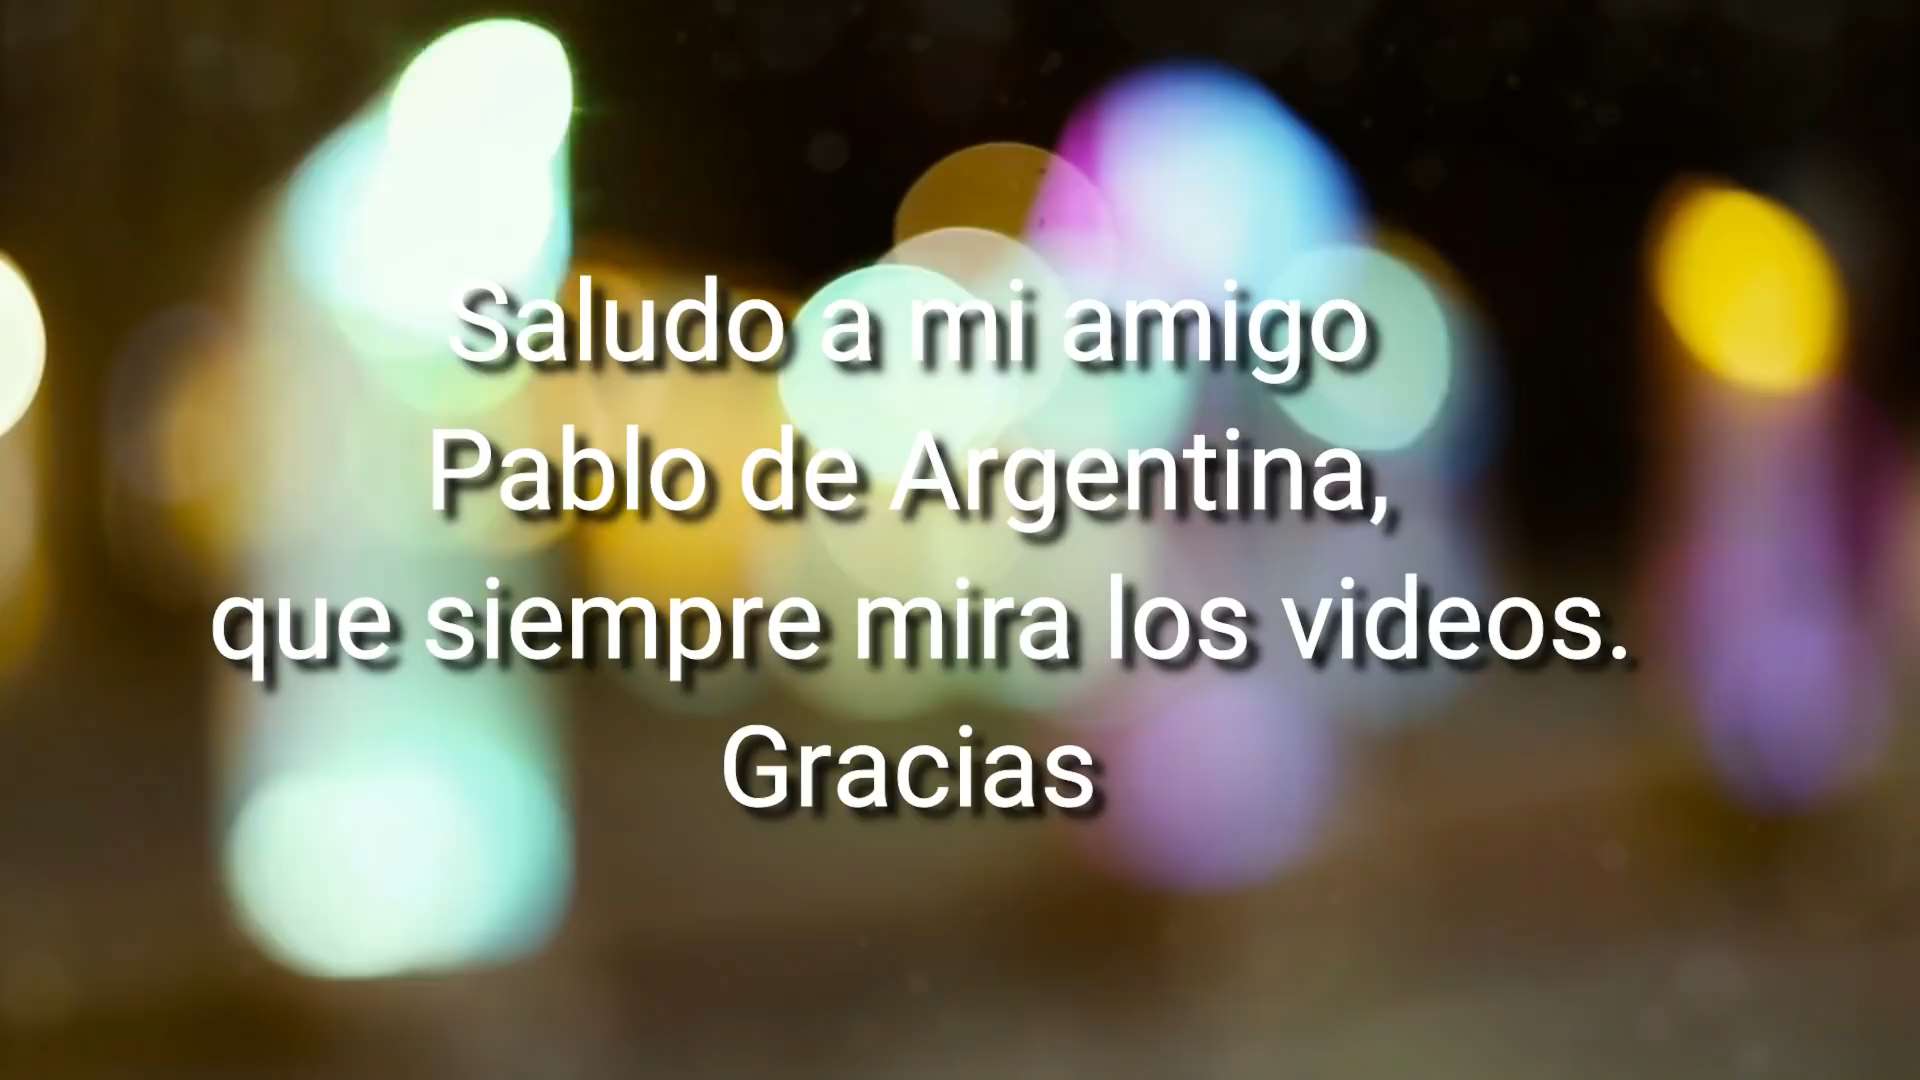 Saludo a mi amigo
Pablo de Argentina,
que siempre mira los videos.
Gracias